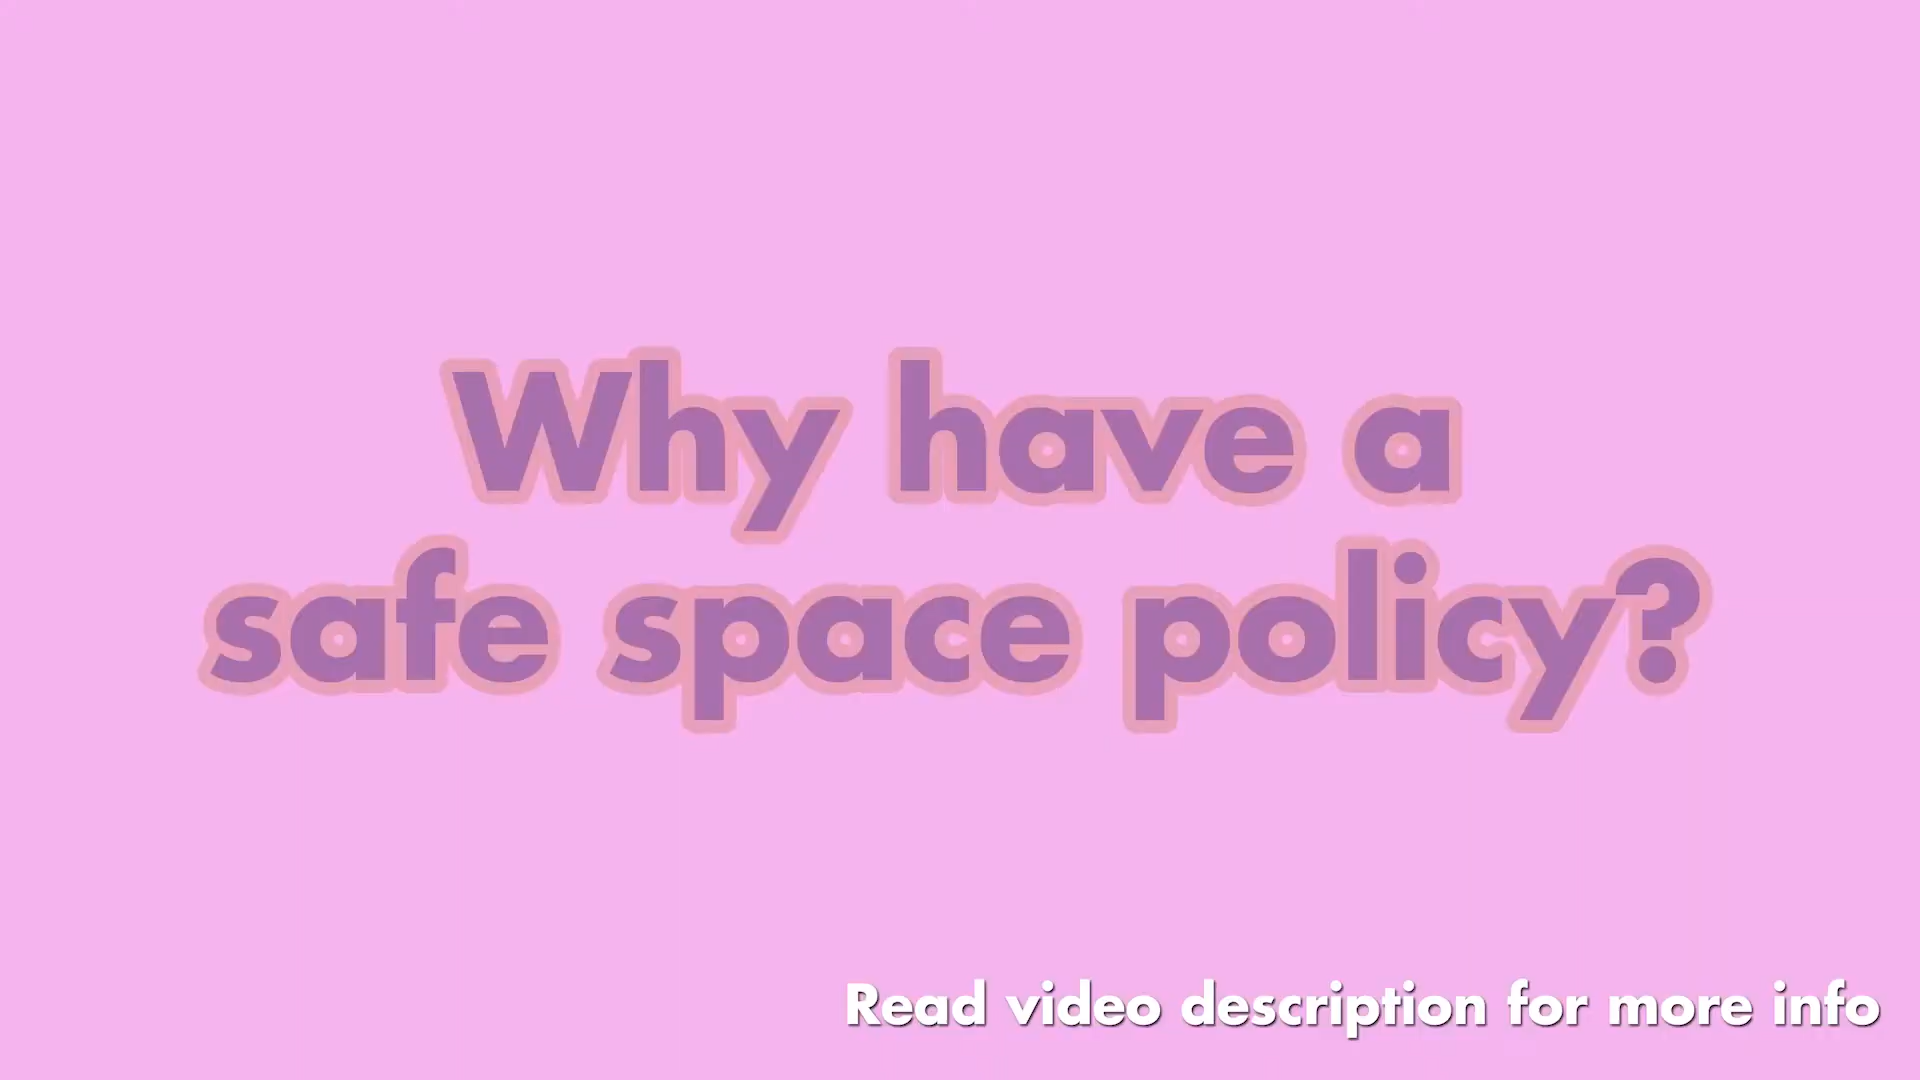 Why have a
safe space policy?
Read video description for more info